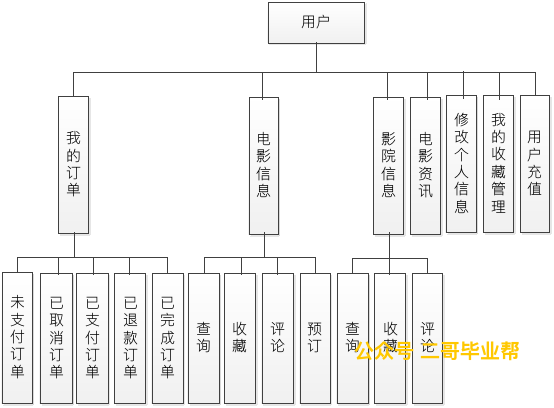 用户
我的订单
电影信息
影院信息
电影资讯
修改个人信息
我的收藏管理
用户充值
未支付订单
已取消订单
已支付订单
已退款订单
已完成订单
查询
收藏
评论
预订
查询
收藏
评论
公众号 二哥毕业帮